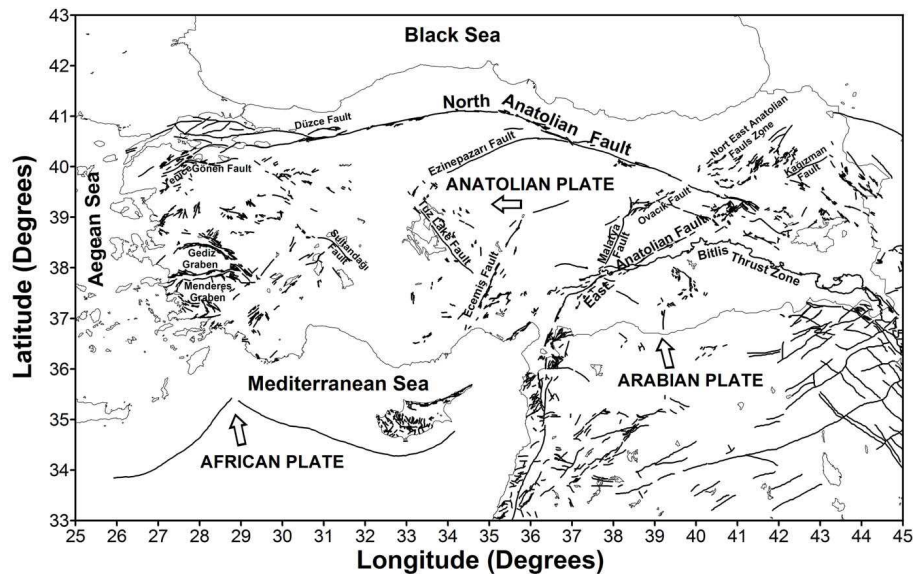 Black Sea
North Anatolian Fault
Düzce Fault
Nort East Anatolian
Fauls Zone
Kağızman
Fault
Ezinepazarı Fault
Yenice Gönen Fault
ANATOLIAN PLATE
Ovacık Fault
Malatya
Fault
East Anatolian Fault
Tuz Lake Fault
Sultandağı
Fault
Ecemiş Fault
Gediz
Graben
Menderes
Graben
Bitlis Thrust Zone
Aegean Sea
Mediterranean Sea
ARABIAN PLATE
AFRICAN PLATE
Latitude (Degrees)
43
42
41
40
39
38
37
36
35
34
33
25 26 27 28 29 30 31 32 33 34 35 36 37 38 39 40 41 42 43 44 45
Longitude (Degrees)